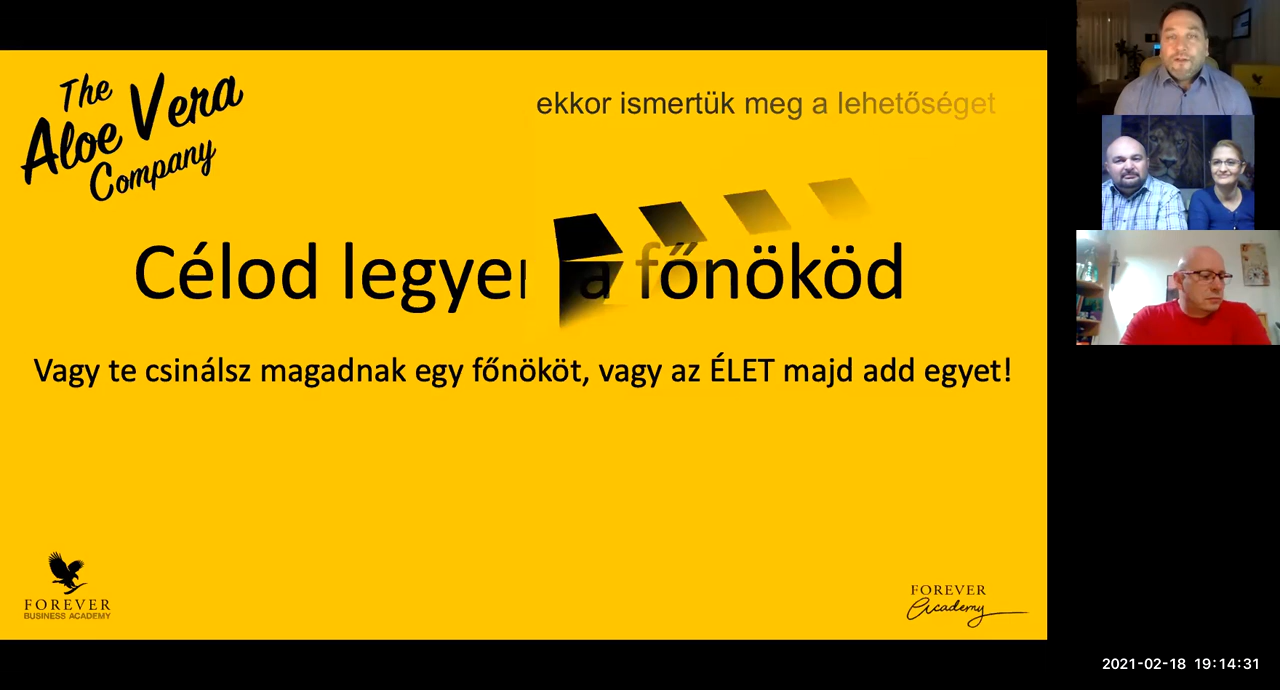 The
Aloe Vera
Company
ekkor ismertük meg a lehetőséget
Célod legyen a főnököd
Vagy te csinálsz magadnak egy főnököt, vagy az ÉLET majd add egyet!
FOREVER
BUSINESS ACADEMY
FOREVER
Academy
2021-02-18 19:14:31